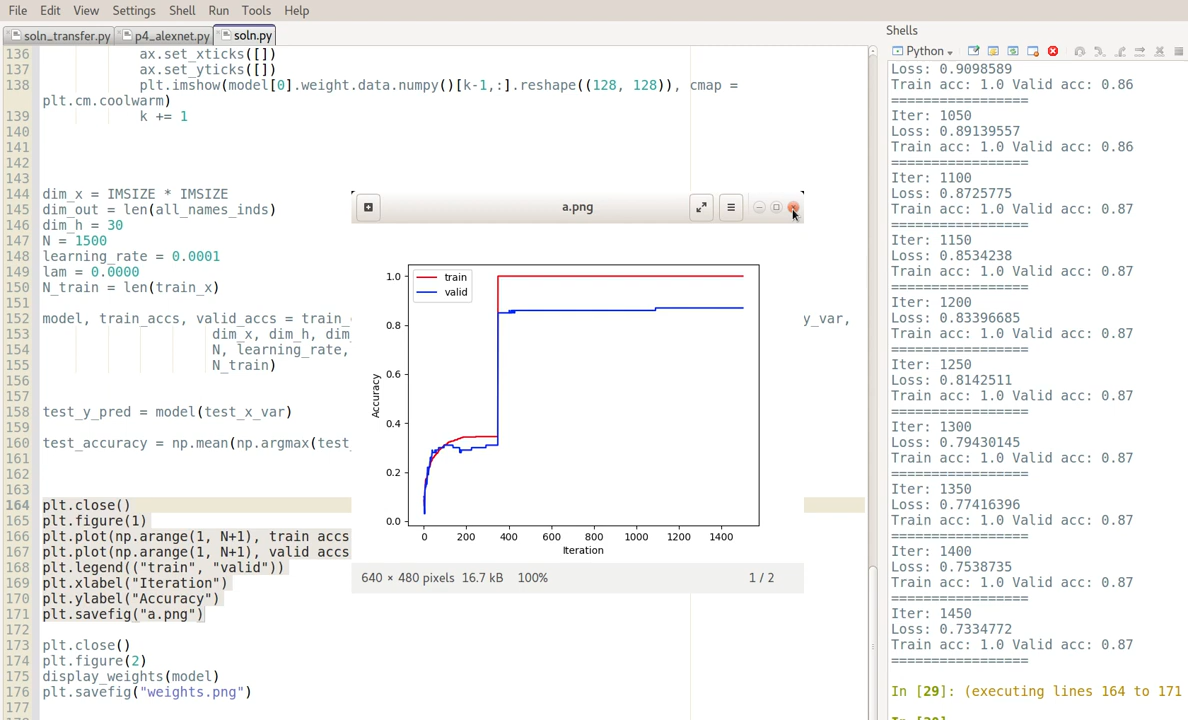 File Edit View Settings Shell Run Tools Help
soln_transfer.py p4_alexnet.py soln.py
136 ax.set_xticks([])
137 ax.set_yticks([])
138 plt.imshow(model[0].weight.data.numpy()[k-1,:].reshape((128, 128)), cmap =
plt.cm.coolwarm)
139 k += 1
140
141
142
143
144 dim_x = IMSIZE * IMSIZE
145 dim_out = len(all_names_inds)
146 dim_h = 30
147 N = 1500
148 learning_rate = 0.0001
149 lam = 0.0000
150 N_train = len(train_x)
151
152 model, train_accs, valid_accs = train_ y_var,
153 dim_x, dim_h, dim_
154 N, learning_rate,
155 N_train)
156
157
158 test_y_pred = model(test_x_var)
159
160 test_accuracy = np.mean(np.argmax(test_
161
162
163
164 plt.close()
165 plt.figure(1)
166 plt.plot(np.arange(1, N+1), train_accs
167 plt.plot(np.arange(1, N+1), valid_accs
168 plt.legend(("train", "valid"))
169 plt.xlabel("Iteration")
170 plt.ylabel("Accuracy")
171 plt.savefig("a.png")
172
173 plt.close()
174 plt.figure(2)
175 display_weights(model)
176 plt.savefig("weights.png")
177
a.png
train
valid
1.0
0.8
0.6
0.4
0.2
0.0
Accuracy
0 200 400 600 800 1000 1200 1400
Iteration
640 × 480 pixels 16.7 kB 100% 1 / 2
Shells
Python
Loss: 0.9098589
Train acc: 1.0 Valid acc: 0.86
=================
Iter: 1050
Loss: 0.89139557
Train acc: 1.0 Valid acc: 0.86
=================
Iter: 1100
Loss: 0.8725775
Train acc: 1.0 Valid acc: 0.87
=================
Iter: 1150
Loss: 0.8534238
Train acc: 1.0 Valid acc: 0.87
=================
Iter: 1200
Loss: 0.83396685
Train acc: 1.0 Valid acc: 0.87
=================
Iter: 1250
Loss: 0.8142511
Train acc: 1.0 Valid acc: 0.87
=================
Iter: 1300
Loss: 0.79430145
Train acc: 1.0 Valid acc: 0.87
=================
Iter: 1350
Loss: 0.77416396
Train acc: 1.0 Valid acc: 0.87
=================
Iter: 1400
Loss: 0.7538735
Train acc: 1.0 Valid acc: 0.87
=================
Iter: 1450
Loss: 0.7334772
Train acc: 1.0 Valid acc: 0.87
=================
In [29]: (executing lines 164 to 171